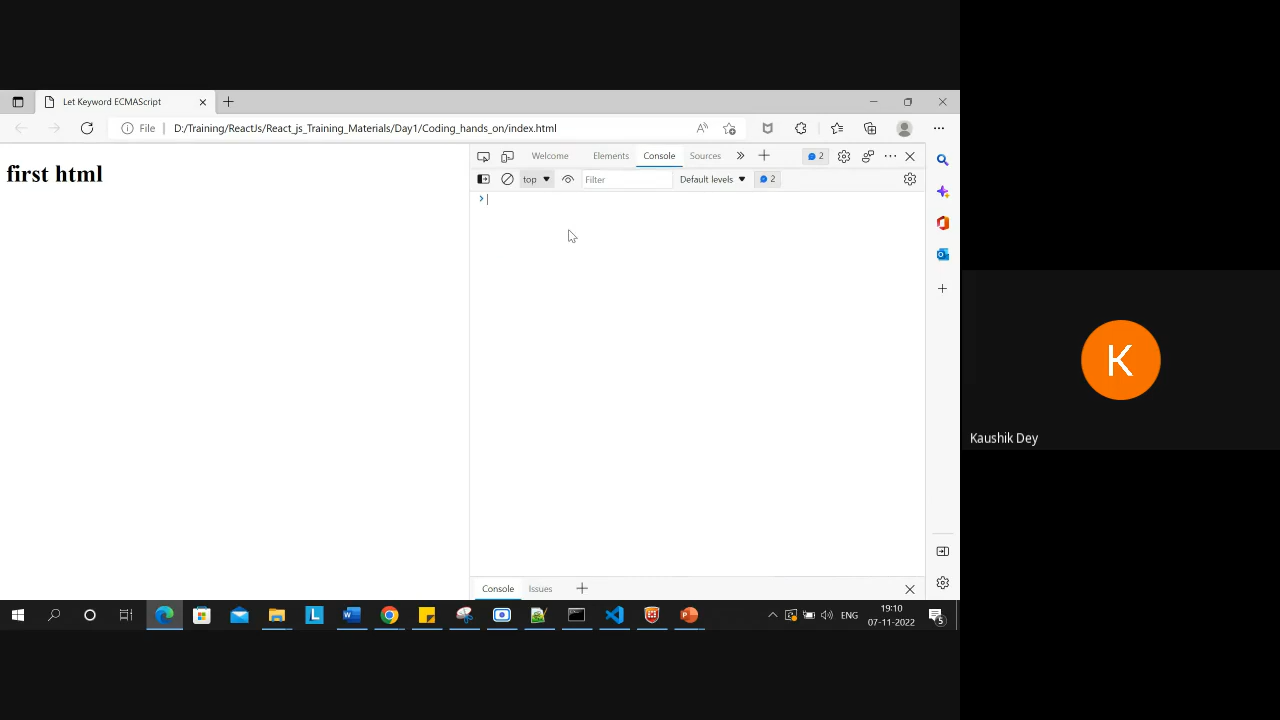 Let Keyword ECMAScript
File
D:/Training/ReactJs/React_js_Training_Materials/Day1/Coding_hands_on/index.html
first html
Welcome
Elements
Console
Sources
2
top
Filter
Default levels
2
Console
Issues
K
Kaushik Dey
ENG
19:10
07-11-2022
5